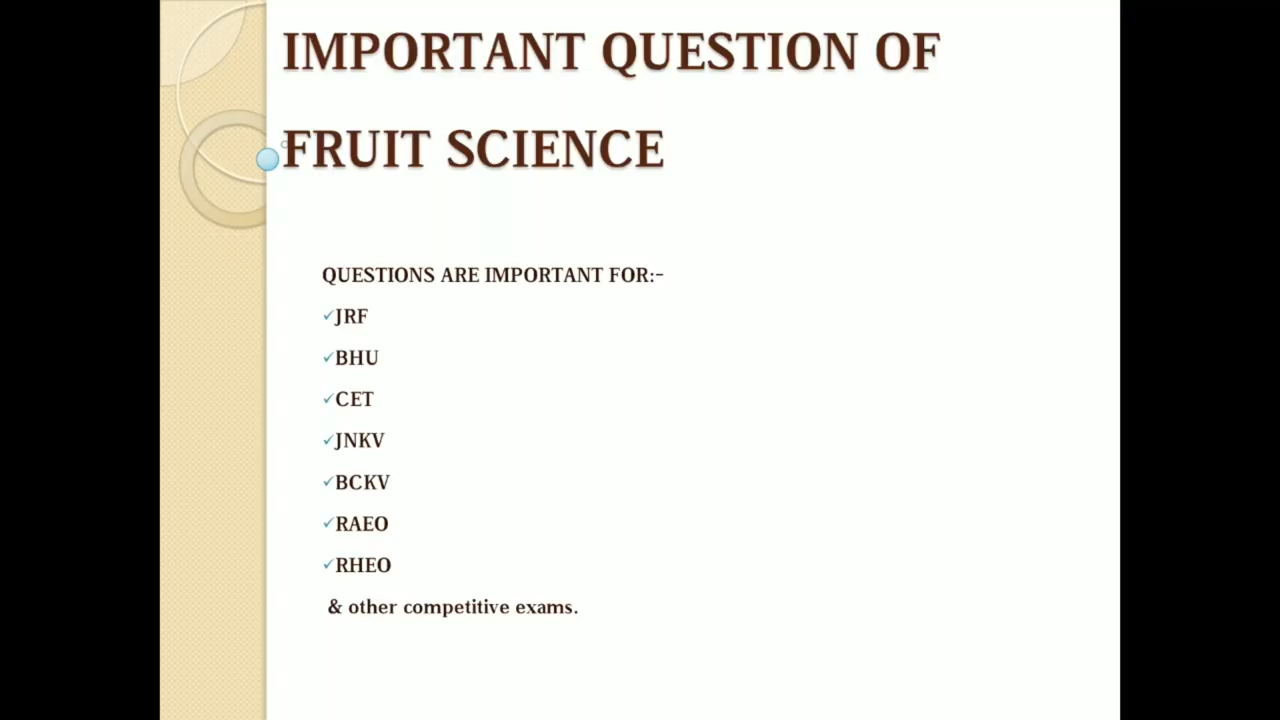 IMPORTANT QUESTION OF
FRUIT SCIENCE
QUESTIONS ARE IMPORTANT FOR:-
✓JRF
✓BHU
✓CET
✓JNKV
✓BCKV
✓RAEO
✓RHEO
& other competitive exams.